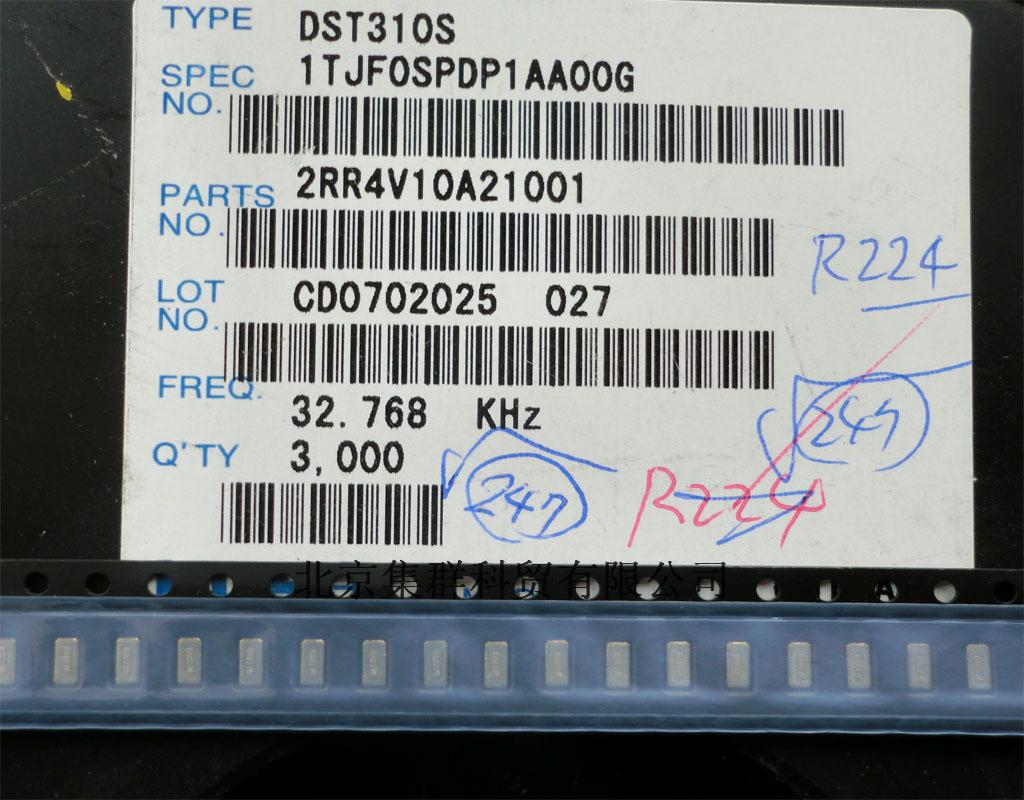 TYPE DST310S
SPEC NO. 1TJF0SPDP1AA00G
PARTS NO. 2RR4V10A21001
R224
LOT NO. CD0702025 027
FREQ. 32.768 KHz
Q'TY 3,000
247
247
R224
北京集群科贸有限公司